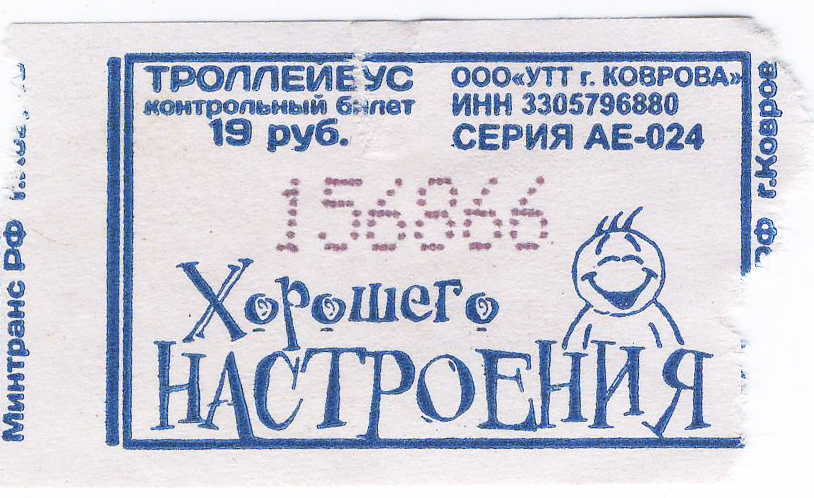 ТРОЛЛЕЙБУС
контрольный билет
19 руб.
ООО«УТТ г. КОВРОВА»
ИНН 3305796880
СЕРИЯ АЕ-024
156866
Хорошего
НАСТРОЕНИЯ
Минтранс РФ
РФ г.Ковров